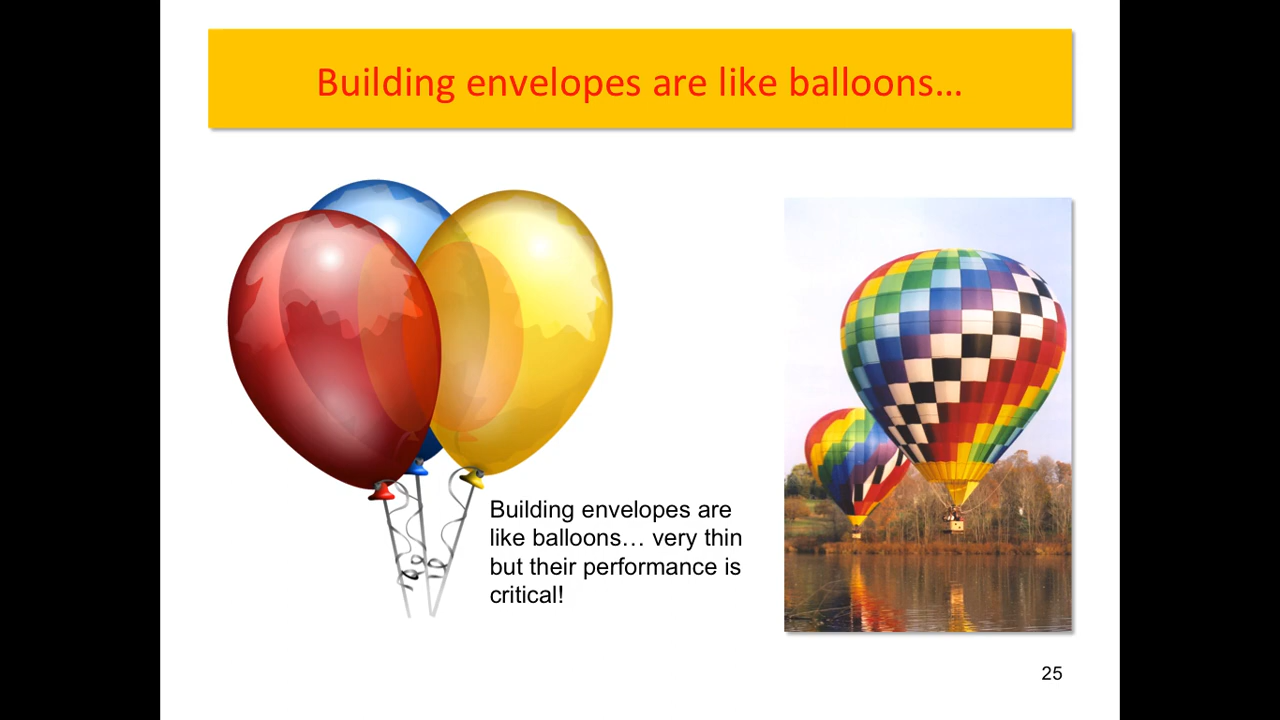 Building envelopes are like balloons…
Building envelopes are
like balloons… very thin
but their performance is
critical!
25